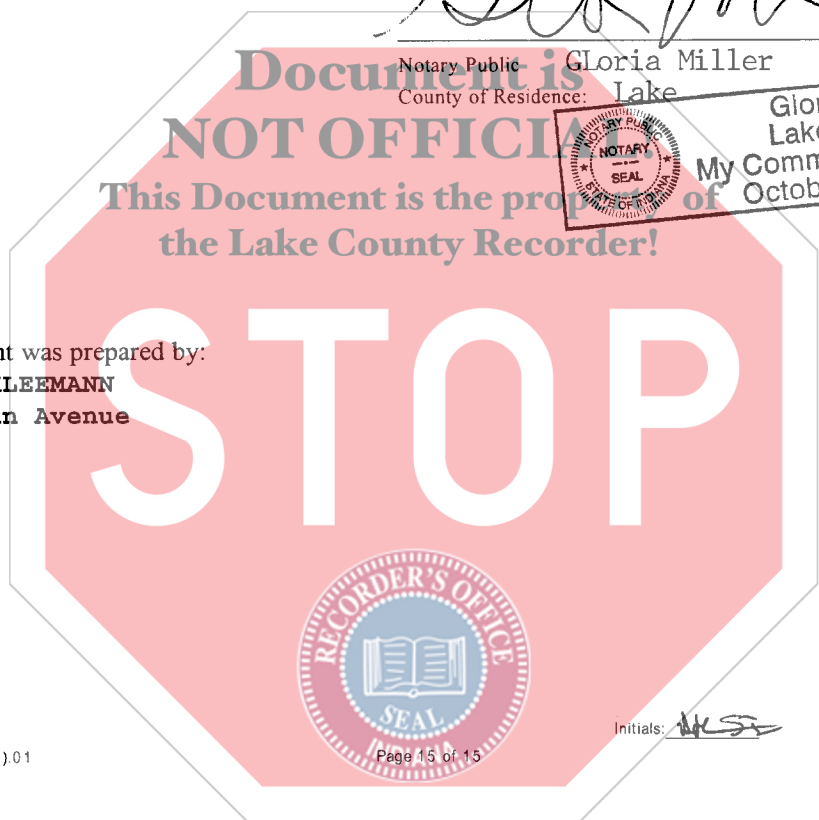 Document is
Notary Public GLoria Miller
County of Residence: Lake
NOT OFFICIAL!
Glor
Lake
NOTARY PUBLIC
NOTARY
SEAL
STATE OF INDIANA
My Comm
Octob
This Document is the property of
the Lake County Recorder!
nt was prepared by:
LEEMANN
n Avenue
STOP
RECORDER'S OFFICE
SEAL
INDIANA
Initials:
).01
Page 15 of 15